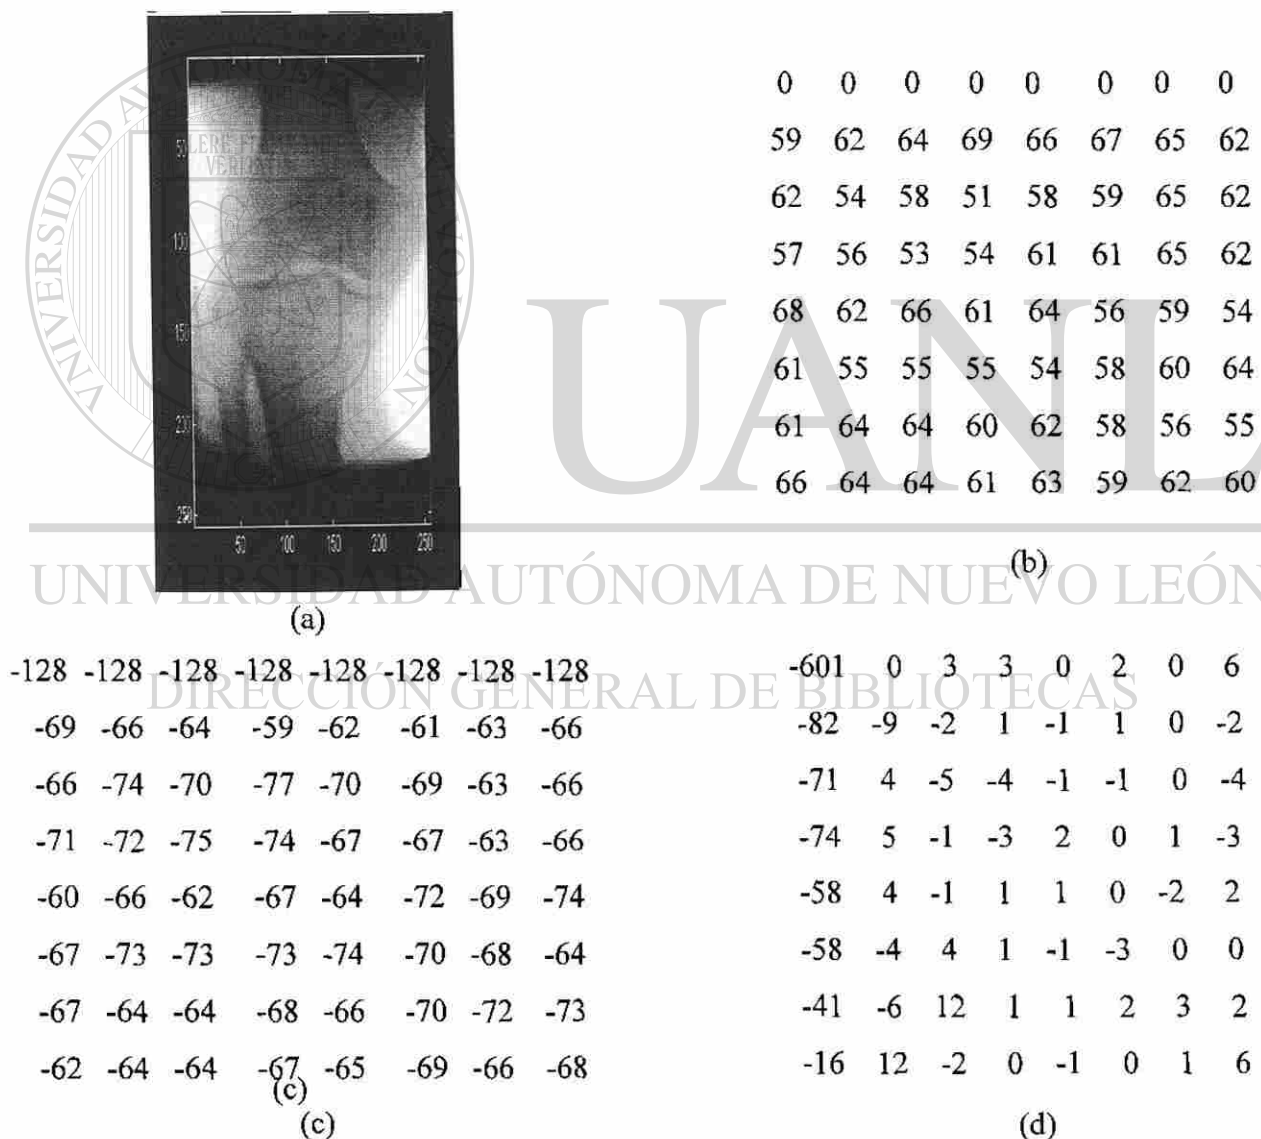 50
100
150
200
250
50 100 150 200 250
(a)
0 0 0 0 0 0 0 0
59 62 64 69 66 67 65 62
62 54 58 51 58 59 65 62
57 56 53 54 61 61 65 62
68 62 66 61 64 56 59 54
61 55 55 55 54 58 60 64
61 64 64 60 62 58 56 55
66 64 64 61 63 59 62 60
(b)
UANL
UNIVERSIDAD AUTÓNOMA DE NUEVO LEÓN
DIRECCIÓN GENERAL DE BIBLIOTECAS
-128 -128 -128 -128 -128 -128 -128 -128
-69 -66 -64 -59 -62 -61 -63 -66
-66 -74 -70 -77 -70 -69 -63 -66
-71 -72 -75 -74 -67 -67 -63 -66
-60 -66 -62 -67 -64 -72 -69 -74
-67 -73 -73 -73 -74 -70 -68 -64
-67 -64 -64 -68 -66 -70 -72 -73
-62 -64 -64 -67 -65 -69 -66 -68
(c)
(c)
-601 0 3 3 0 2 0 6
-82 -9 -2 1 -1 1 0 -2
-71 4 -5 -4 -1 -1 0 -4
-74 5 -1 -3 2 0 1 -3
-58 4 -1 1 1 0 -2 2
-58 -4 4 1 -1 -3 0 0
-41 -6 12 1 1 2 3 2
-16 12 -2 0 -1 0 1 6
(d)